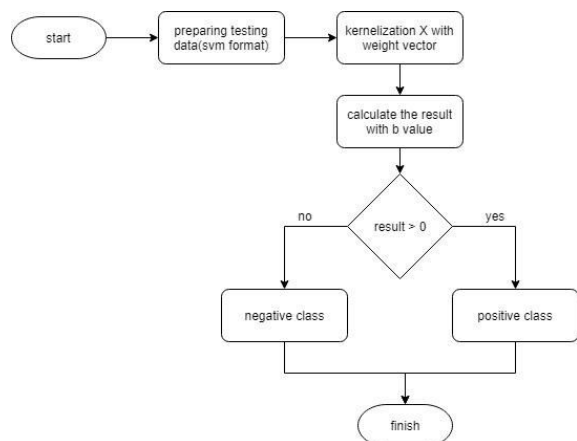 start
preparing testing
data(svm format)
kernelization X with
weight vector
calculate the result
with b value
result > 0
no
yes
negative class
positive class
finish